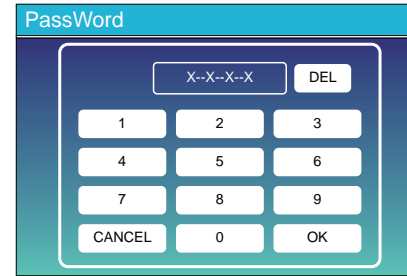 PassWord
X--X--X--X DEL
1 2 3
4 5 6
7 8 9
CANCEL 0 OK